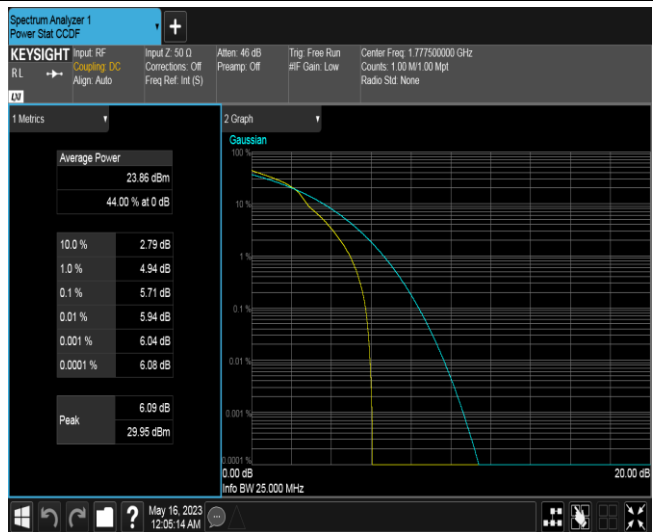 Spectrum Analyzer 1
Power Stat CCDF
+
KEYSIGHT
RL
LXI
Input: RF
Coupling: DC
Align: Auto
Input Z: 50 Ω
Corrections: Off
Freq Ref: Int (S)
Atten: 46 dB
Preamp: Off
Trig: Free Run
#IF Gain: Low
Center Freq: 1.777500000 GHz
Counts: 1.00 M/1.00 Mpt
Radio Std: None
1 Metrics
Average Power
23.86 dBm
44.00 % at 0 dB
10.0 % 2.79 dB
1.0 % 4.94 dB
0.1 % 5.71 dB
0.01 % 5.94 dB
0.001 % 6.04 dB
0.0001 % 6.08 dB
Peak
6.09 dB
29.95 dBm
2 Graph
Gaussian
100 %
10 %
1 %
0.1 %
0.01 %
0.001 %
0.0001 %
0.00 dB 20.00 dB
Info BW 25.000 MHz
?
May 16, 2023
12:05:14 AM